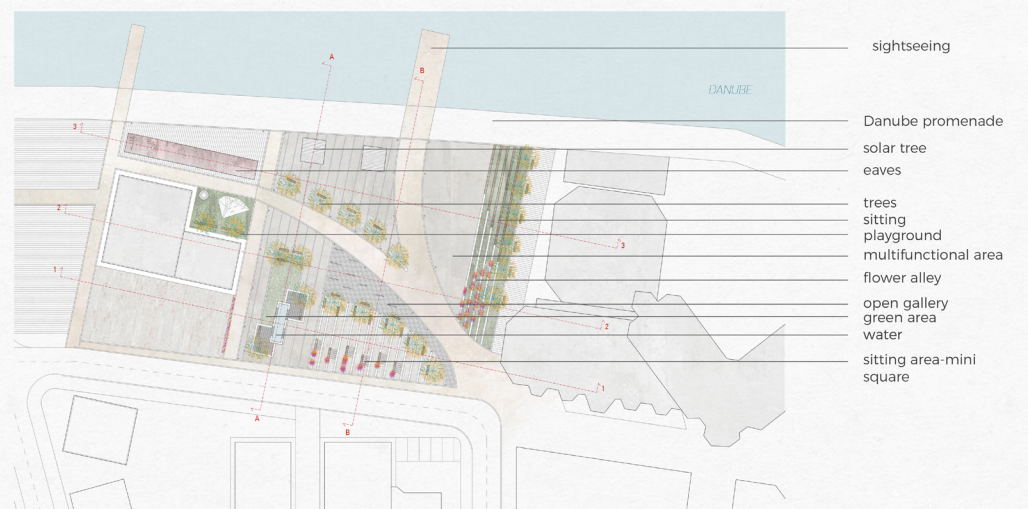 sightseeing
A
B
DANUBE
Danube promenade
3
solar tree
eaves
trees
2
sitting
playground
3
multifunctional area
1
flower alley
open gallery
green area
2
water
sitting area-mini
square
1
A
B